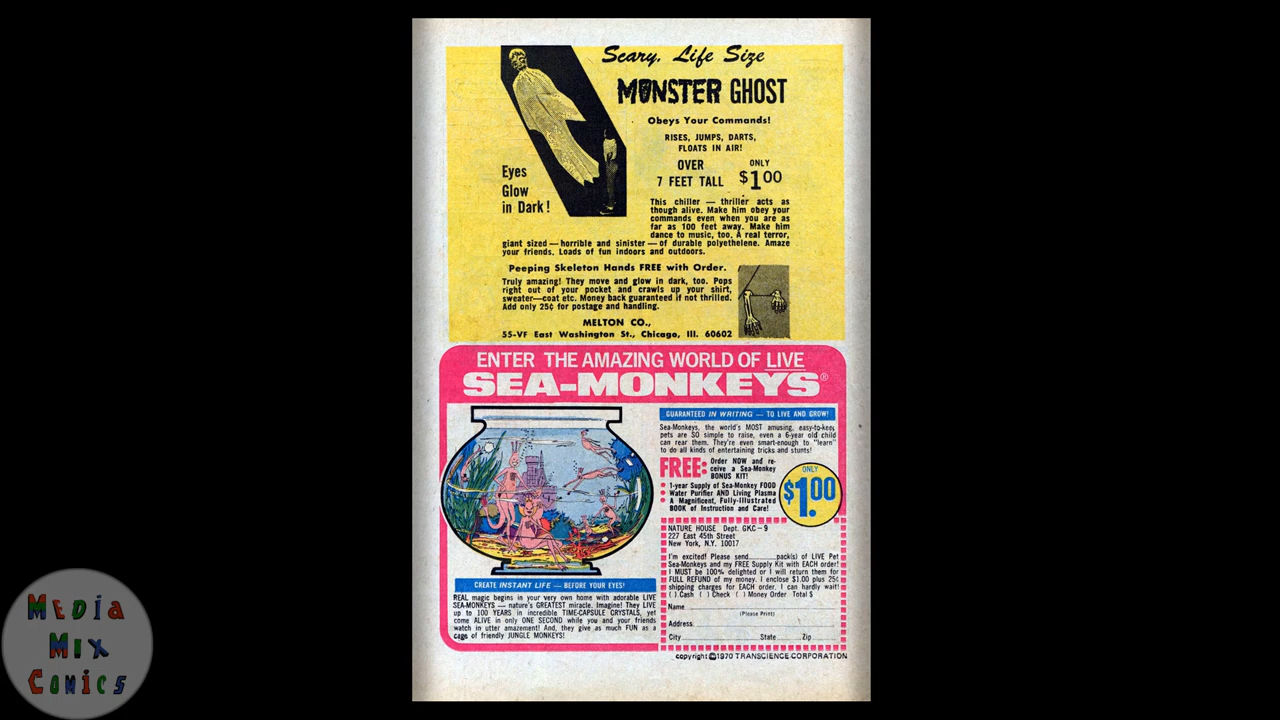 Scary, Life Size
MONSTER GHOST
Obeys Your Commands!
RISES, JUMPS, DARTS,
FLOATS IN AIR!
OVER
7 FEET TALL
ONLY
$1.00
Eyes
Glow
in Dark!
This chiller — thriller acts as
though alive. Make him obey your
commands even when you are as
far as 100 feet away. Make him
dance to music, too. A real terror,
giant sized — horrible and sinister — of durable polyethelene. Amaze
your friends. Loads of fun indoors and outdoors.
Peeping Skeleton Hands FREE with Order.
Truly amazing! They move and glow in dark, too. Pops
right out of your pocket and crawls up your shirt,
sweater—coat etc. Money back guaranteed if not thrilled.
Add only 25¢ for postage and handling.
MELTON CO.,
55-VF East Washington St., Chicago, Ill. 60602
ENTER THE AMAZING WORLD OF LIVE
SEA-MONKEYS®
CREATE INSTANT LIFE — BEFORE YOUR EYES!
REAL magic begins in your very own home with adorable LIVE
SEA-MONKEYS — nature's GREATEST miracle. Imagine! They LIVE
up to 100 YEARS in incredible TIME-CAPSULE CRYSTALS, yet
come ALIVE in only ONE SECOND while you and your friends
watch in utter amazement! And, they give as much FUN as a
cage of friendly JUNGLE MONKEYS!
GUARANTEED IN WRITING — TO LIVE AND GROW!
Sea-Monkeys, the world's MOST amusing, easy-to-keep
pets are SO simple to raise, even a 6-year old child
can rear them. They're even smart-enough to "learn"
to do all kinds of entertaining tricks and stunts!
FREE:
Order NOW and re-
ceive a Sea-Monkey
BONUS KIT!
• 1-year Supply of Sea-Monkey FOOD
• Water Purifier AND Living Plasma
• A Magnificent, Fully-Illustrated
BOOK of Instruction and Care!
ONLY
$1.00
NATURE HOUSE Dept. GKC-9
227 East 45th Street
New York, N.Y. 10017
I'm excited! Please send______pack(s) of LIVE Pet
Sea-Monkeys and my FREE Supply Kit with EACH order!
I MUST be 100% delighted or I will return them for
FULL REFUND of my money. I enclose $1.00 plus 25¢
shipping charges for EACH order. I can hardly wait!
( ) Cash ( ) Check ( ) Money Order Total $
Name
(Please Print)
Address
City State Zip
copyright ©1970 TRANSCIENCE CORPORATION
MEDIA
MIX
COMICS